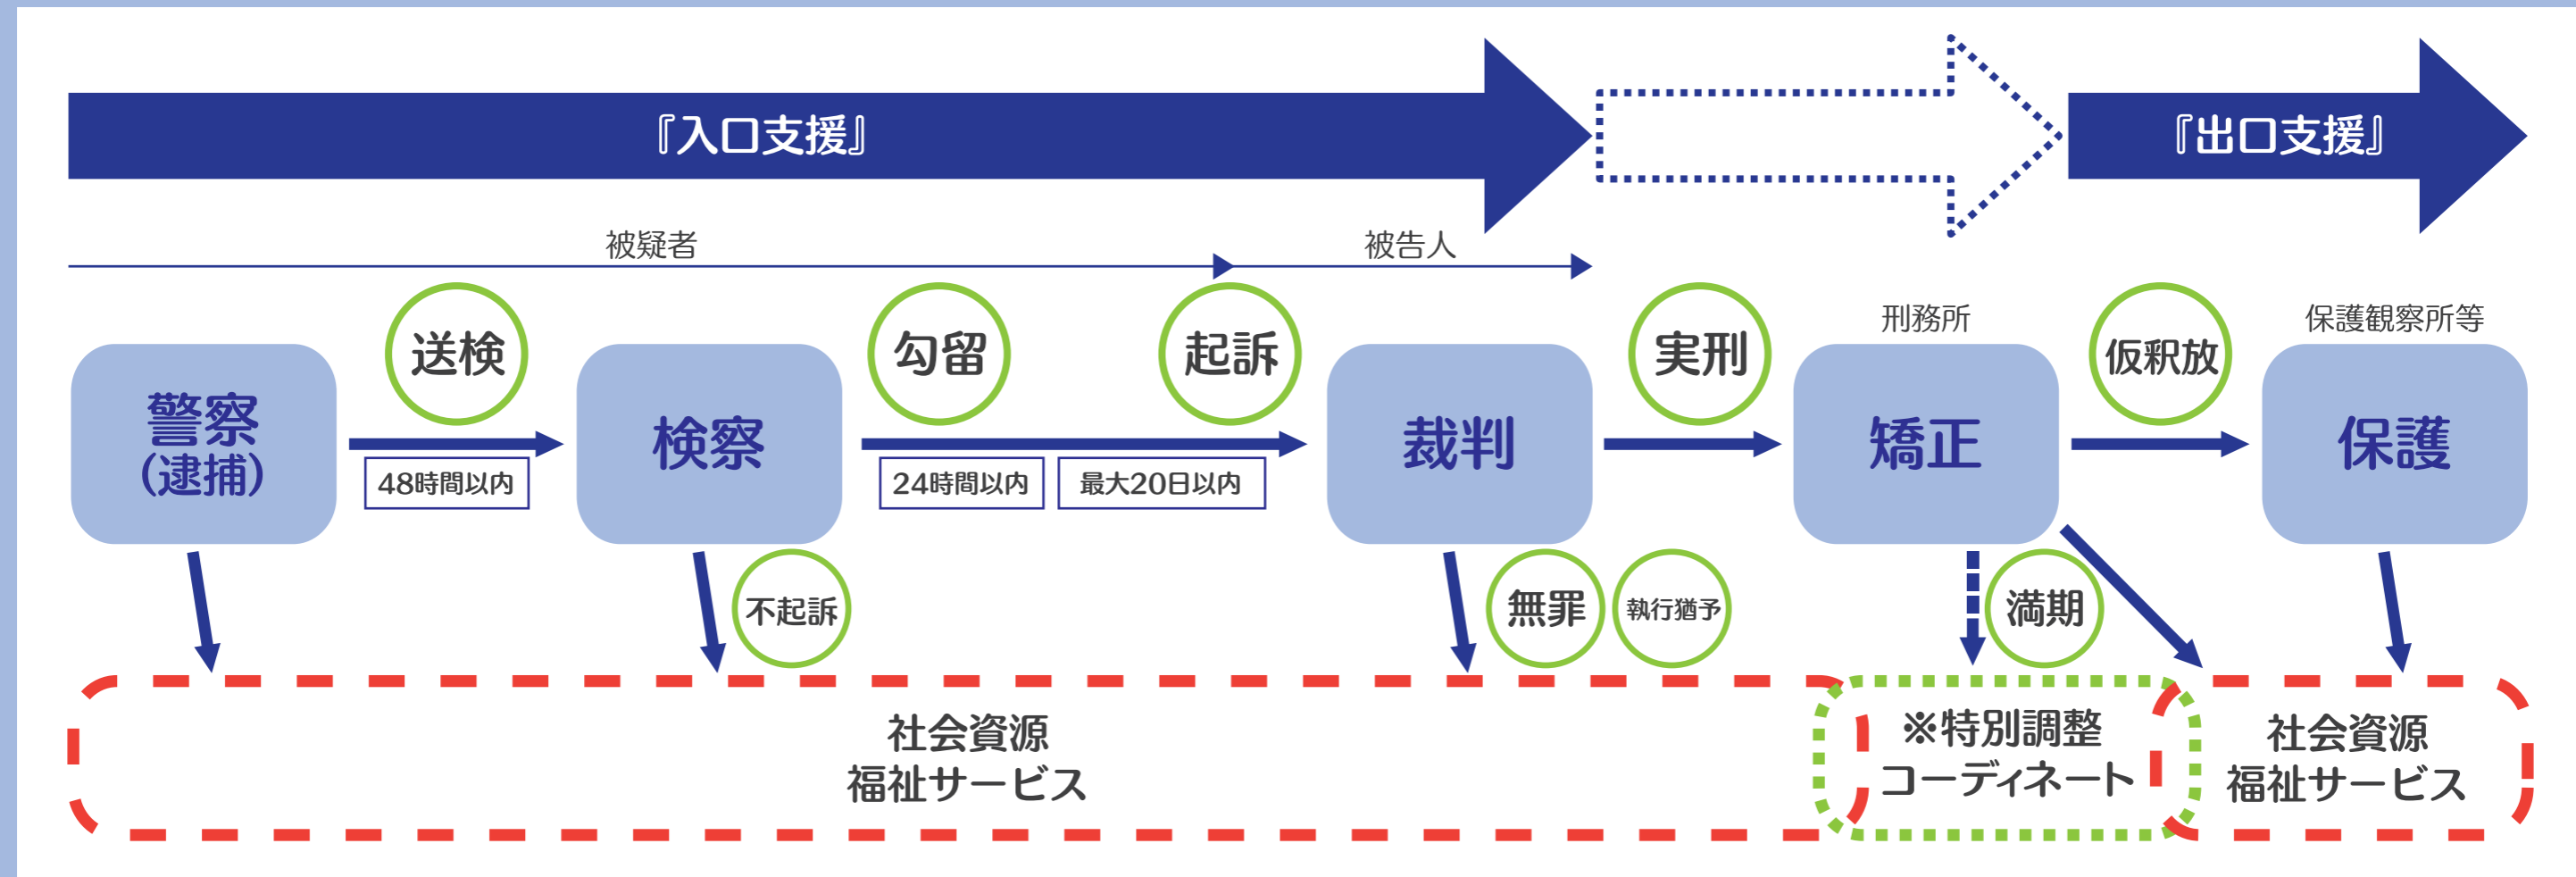 『入口支援』
『出口支援』
被疑者
被告人
送検
勾留
起訴
実刑
刑務所
仮釈放
保護観察所等
警察
(逮捕)
検察
裁判
矯正
保護
48時間以内
24時間以内
最大20日以内
不起訴
無罪
執行猶予
満期
社会資源
福祉サービス
※特別調整
コーディネート
社会資源
福祉サービス